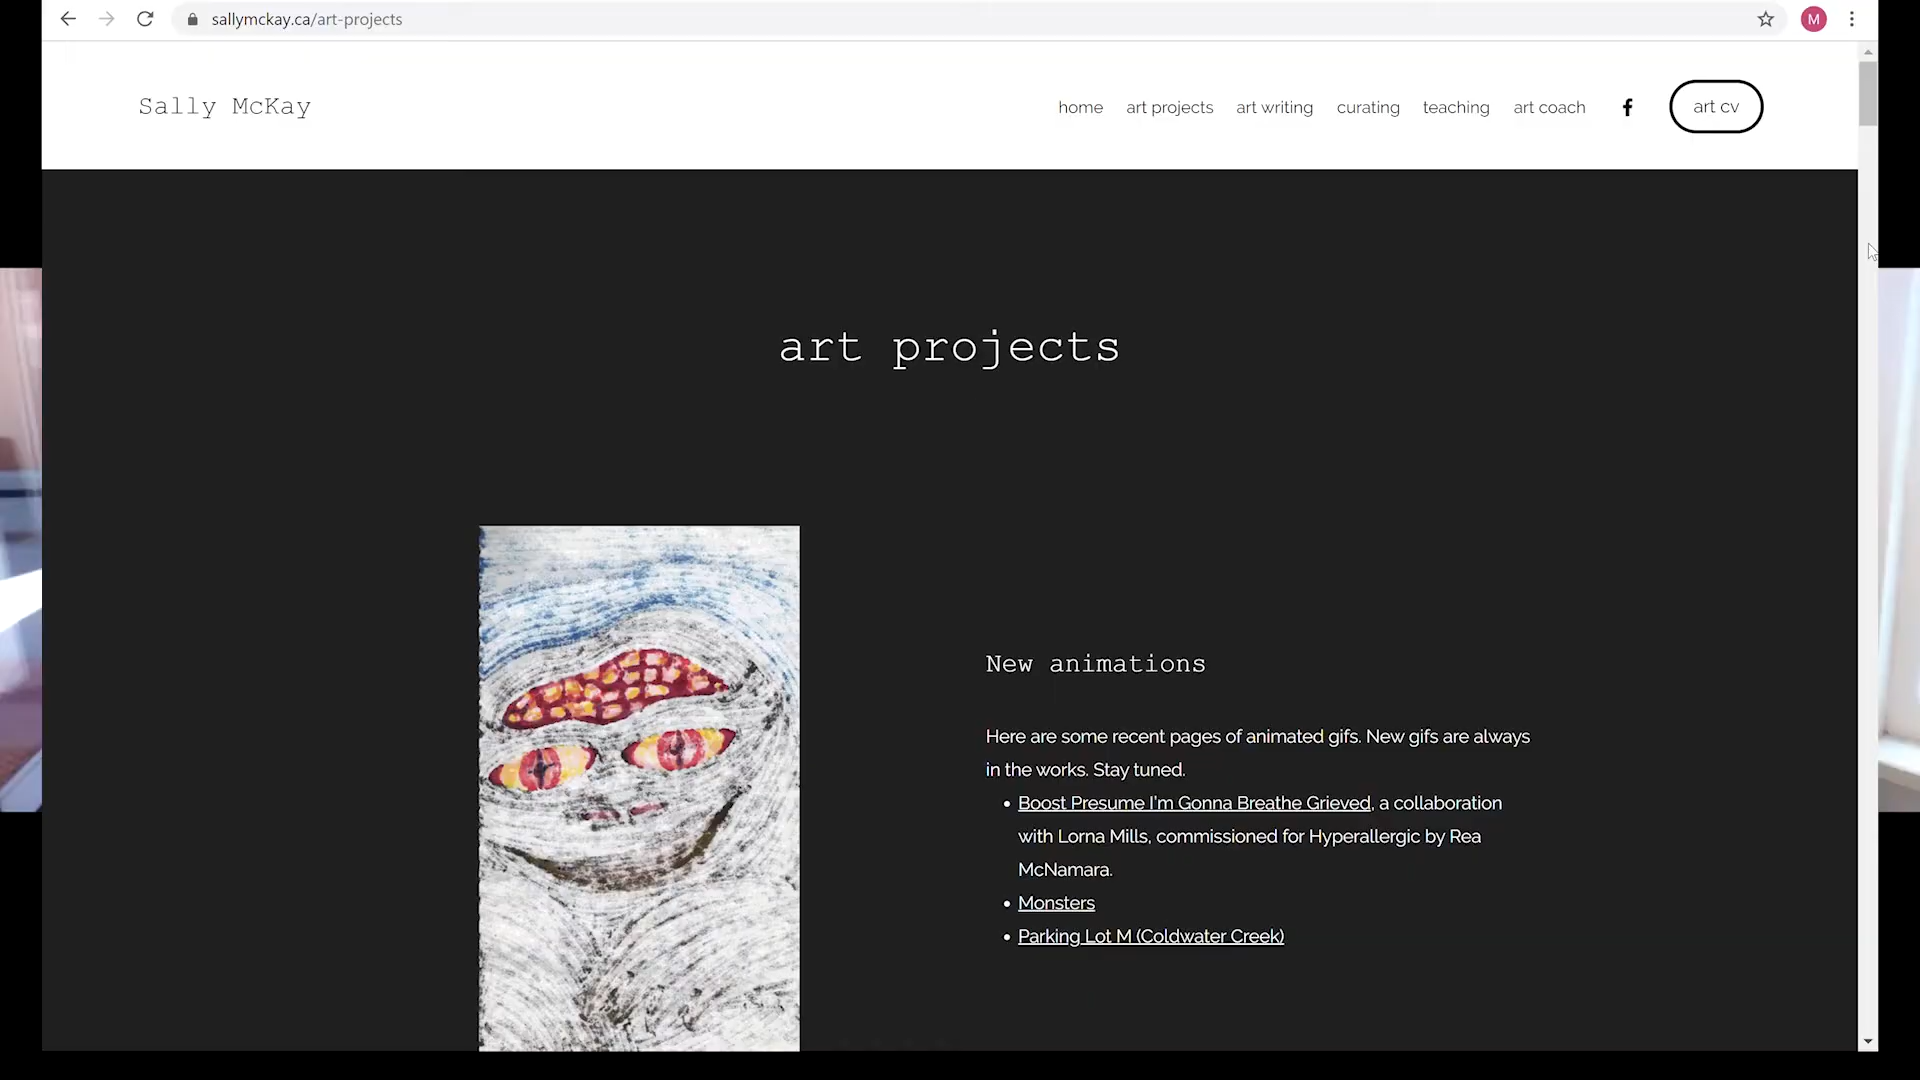 sallymckay.ca/art-projects
M
Sally McKay
home art projects art writing curating teaching art coach f art cv
art projects
New animations
Here are some recent pages of animated gifs. New gifs are always
in the works. Stay tuned.
• Boost Presume I'm Gonna Breathe Grieved, a collaboration
with Lorna Mills, commissioned for Hyperallergic by Rea
McNamara.
• Monsters
• Parking Lot M (Coldwater Creek)